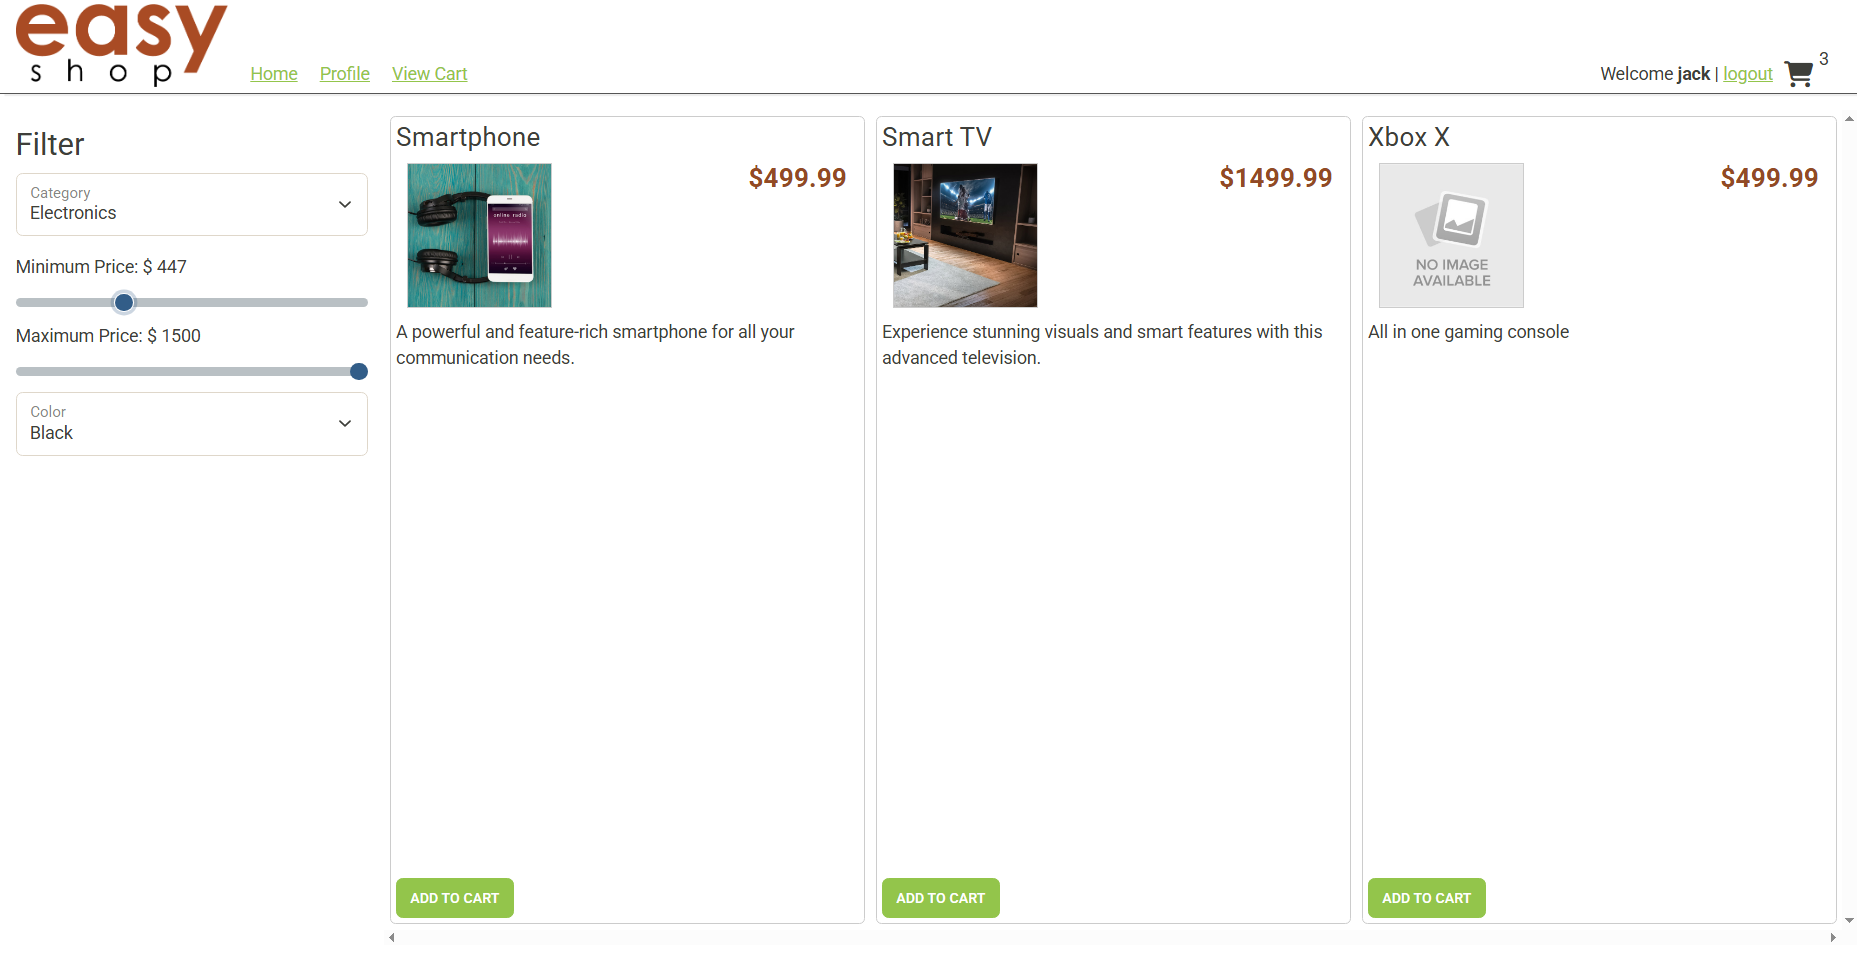 easy
shop
Home Profile View Cart
Welcome jack | logout 3
Filter
Category
Electronics
Minimum Price: $ 447
Maximum Price: $ 1500
Color
Black
Smartphone
$499.99
online radio
A powerful and feature-rich smartphone for all your
communication needs.
ADD TO CART
Smart TV
$1499.99
Experience stunning visuals and smart features with this
advanced television.
ADD TO CART
Xbox X
$499.99
NO IMAGE
AVAILABLE
All in one gaming console
ADD TO CART